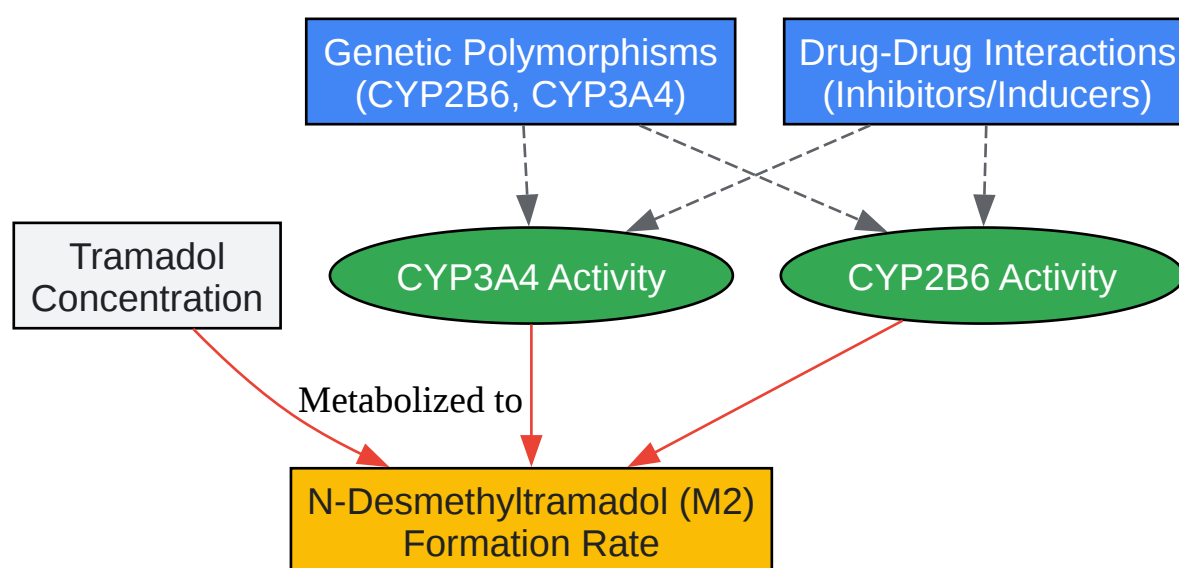 Genetic Polymorphisms
(CYP2B6, CYP3A4)
Drug-Drug Interactions
(Inhibitors/Inducers)
Tramadol
Concentration
CYP3A4 Activity
CYP2B6 Activity
Metabolized to
N-Desmethyltramadol (M2)
Formation Rate